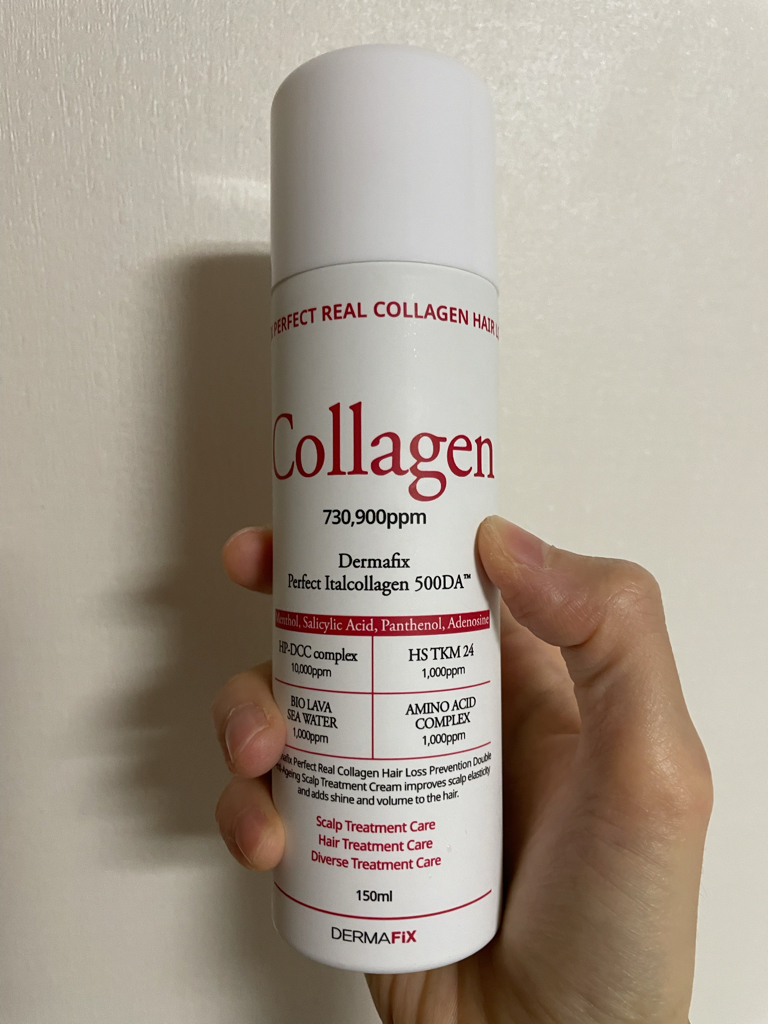 PERFECT REAL COLLAGEN HAIR
Collagen
730,900ppm
Dermafix
Perfect Italcollagen 500DA™
Menthol, Salicylic Acid, Panthenol, Adenosine
HP-DCC complex
10,000ppm
HS TKM 24
1,000ppm
BIO LAVA
SEA WATER
1,000ppm
AMINO ACID
COMPLEX
1,000ppm
Perfect Real Collagen Hair Loss Prevention Double
Ageing Scalp Treatment Cream improves scalp elasticity
and adds shine and volume to the hair.
Scalp Treatment Care
Hair Treatment Care
Diverse Treatment Care
150ml
DERMAFiX